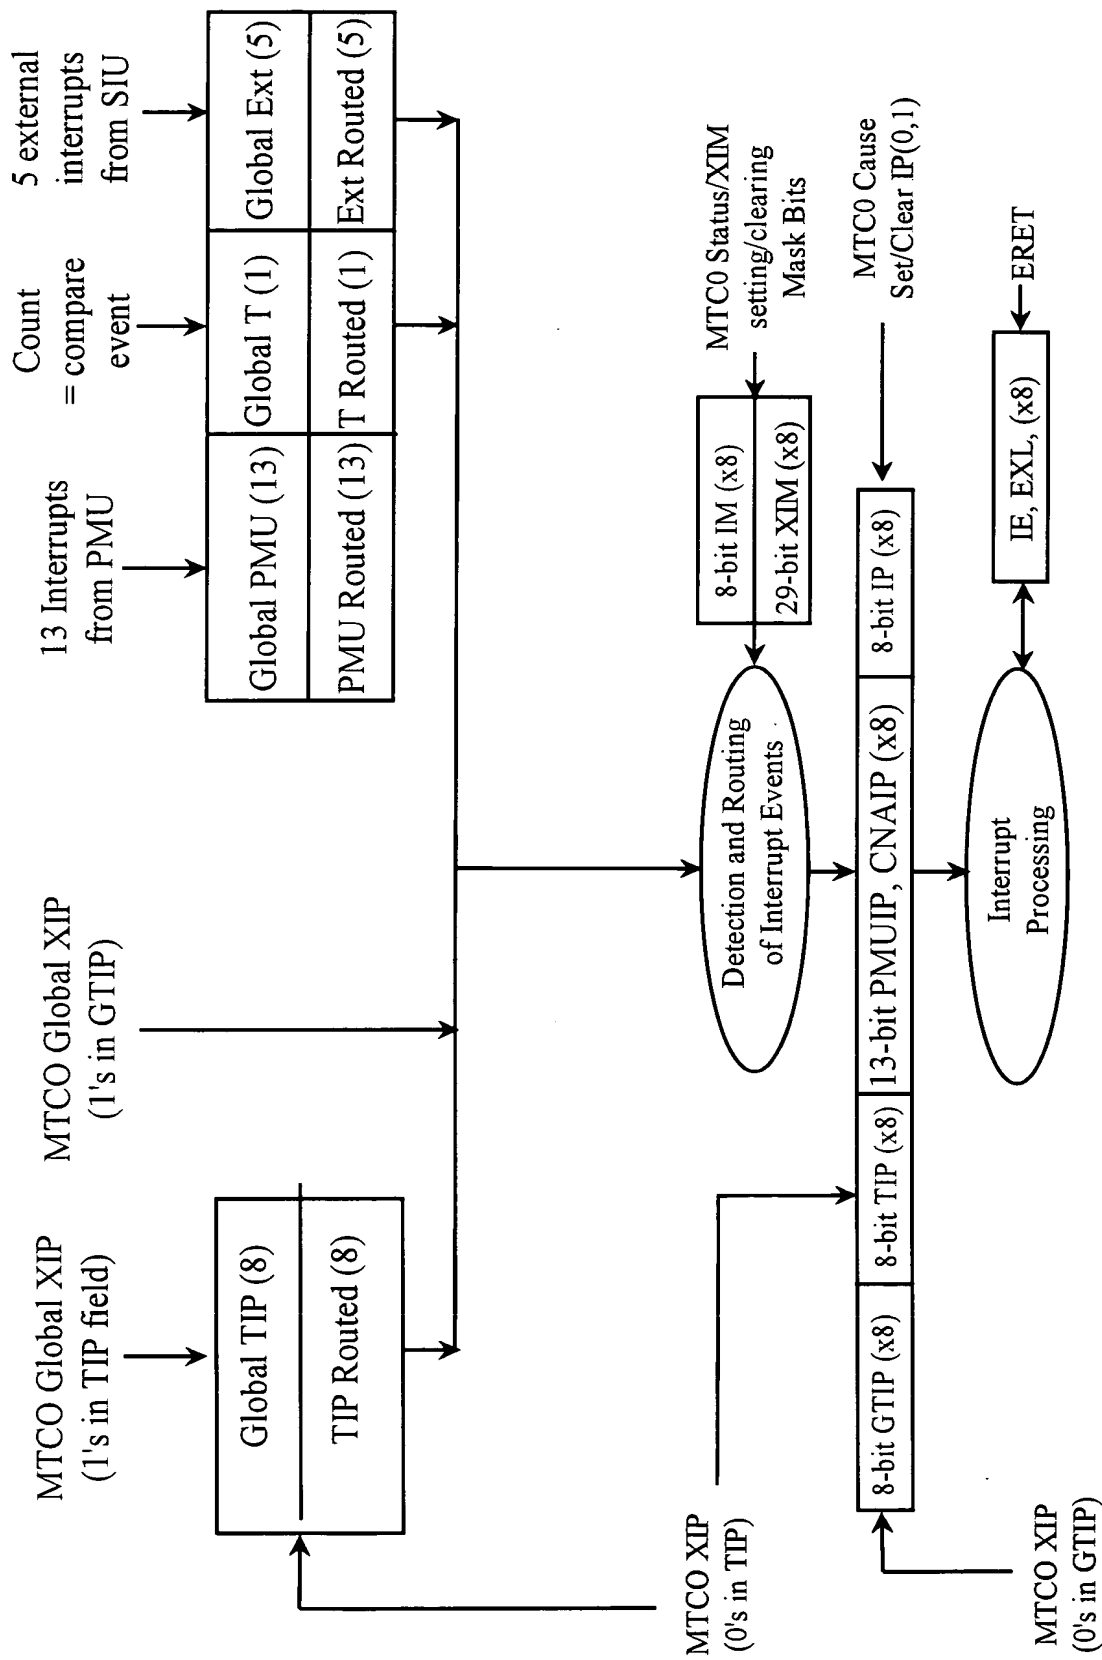 MTCO Global XIP
(1's in TIP field)
MTCO Global XIP
(1's in GTIP)
13 Interrupts
from PMU
Count
= compare
event
5 external
interrupts
from SIU
Global TIP (8)
TIP Routed (8)
Global PMU (13)
Global T (1)
Global Ext (5)
PMU Routed (13)
T Routed (1)
Ext Routed (5)
MTCO XIP
(0's in TIP)
Detection and Routing
of Interrupt Events
8-bit IM (x8)
29-bit XIM (x8)
MTC0 Status/XIM
setting/clearing
Mask Bits
8-bit GTIP (x8)
8-bit TIP (x8)
13-bit PMUIP, CNAIP (x8)
8-bit IP (x8)
MTC0 Cause
Set/Clear IP(0,1)
MTCO XIP
(0's in GTIP)
Interrupt
Processing
IE, EXL, (x8)
ERET